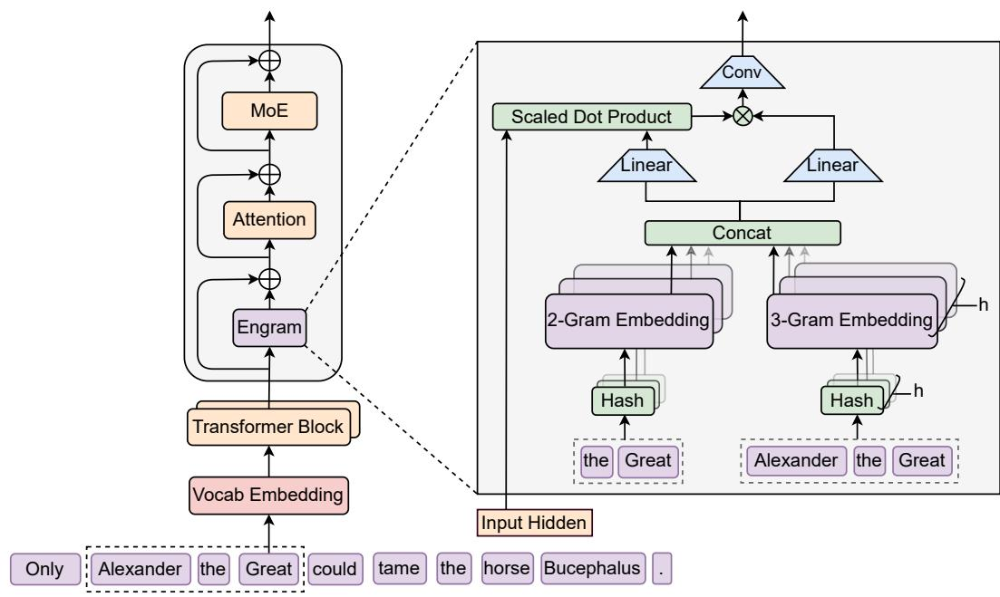 MoE
Attention
Engram
Transformer Block
Vocab Embedding
Only Alexander the Great could tame the horse Bucephalus .
Conv
Scaled Dot Product
Linear Linear
Concat
2-Gram Embedding 3-Gram Embedding h
Hash Hash h
the Great Alexander the Great
Input Hidden